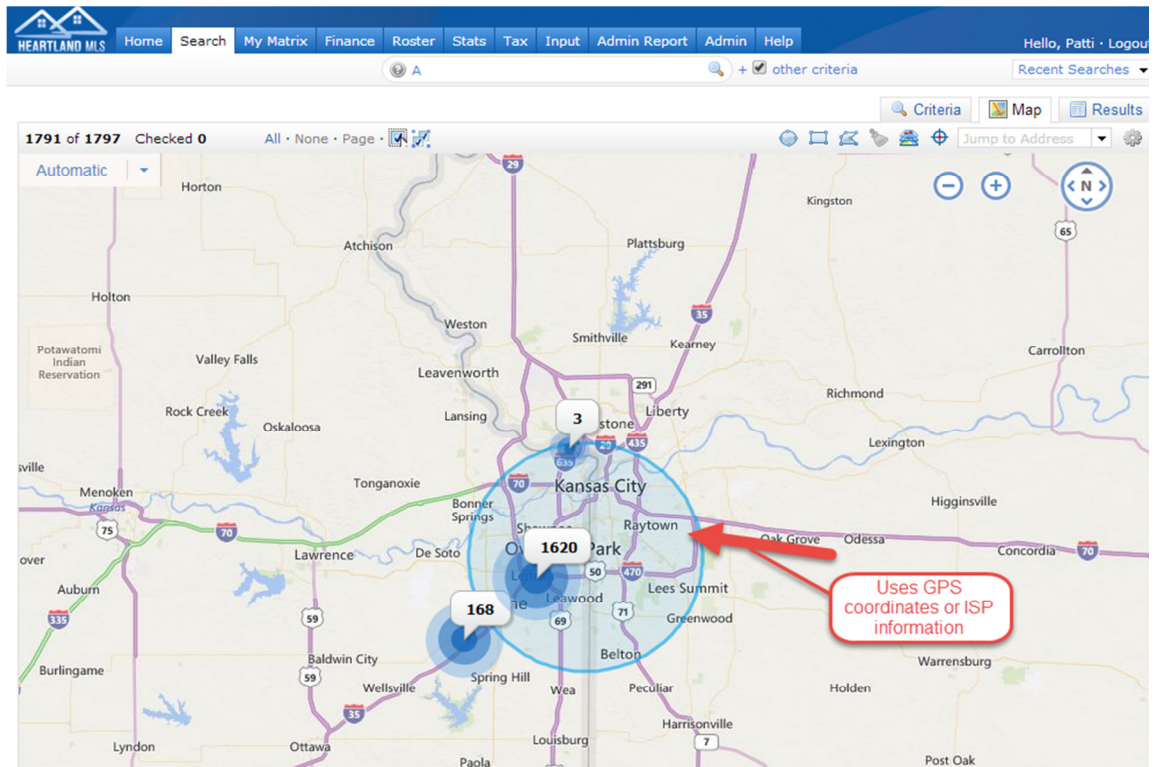 HEARTLAND MLS
Home Search My Matrix Finance Roster Stats Tax Input Admin Report Admin Help
Hello, Patti · Logout
A
+ other criteria
Recent Searches
Criteria Map Results
1791 of 1797 Checked 0 All · None · Page ·
Jump to Address
Automatic
29
Horton
N
Kingston
65
Atchison
Plattsburg
Holton
35
Weston
Smithville
Kearney
Potawatomi
Indian
Reservation
Valley Falls
Carrollton
Leavenworth
291
Richmond
Rock Creek
Lansing
Liberty
3
stone
Oskaloosa
29 435
Lexington
635
sville
Tonganoxie
70
Kansas City
Menoken
Kansas
Bonner
Springs
Higginsville
75
70
Raytown
1620
Park
Oak Grove
Odessa
Concordia
70
Lawrence
De Soto
over
50
470
Auburn
Lees Summit
Uses GPS
coordinates or ISP
information
168
ne
Leawood
335
59
69
71
Greenwood
Baldwin City
Belton
Warrensburg
Burlingame
59
Spring Hill
Wellsville
Wea
Peculiar
Holden
35
Harrisonville
7
Lyndon
Ottawa
Louisburg
Paola
Post Oak